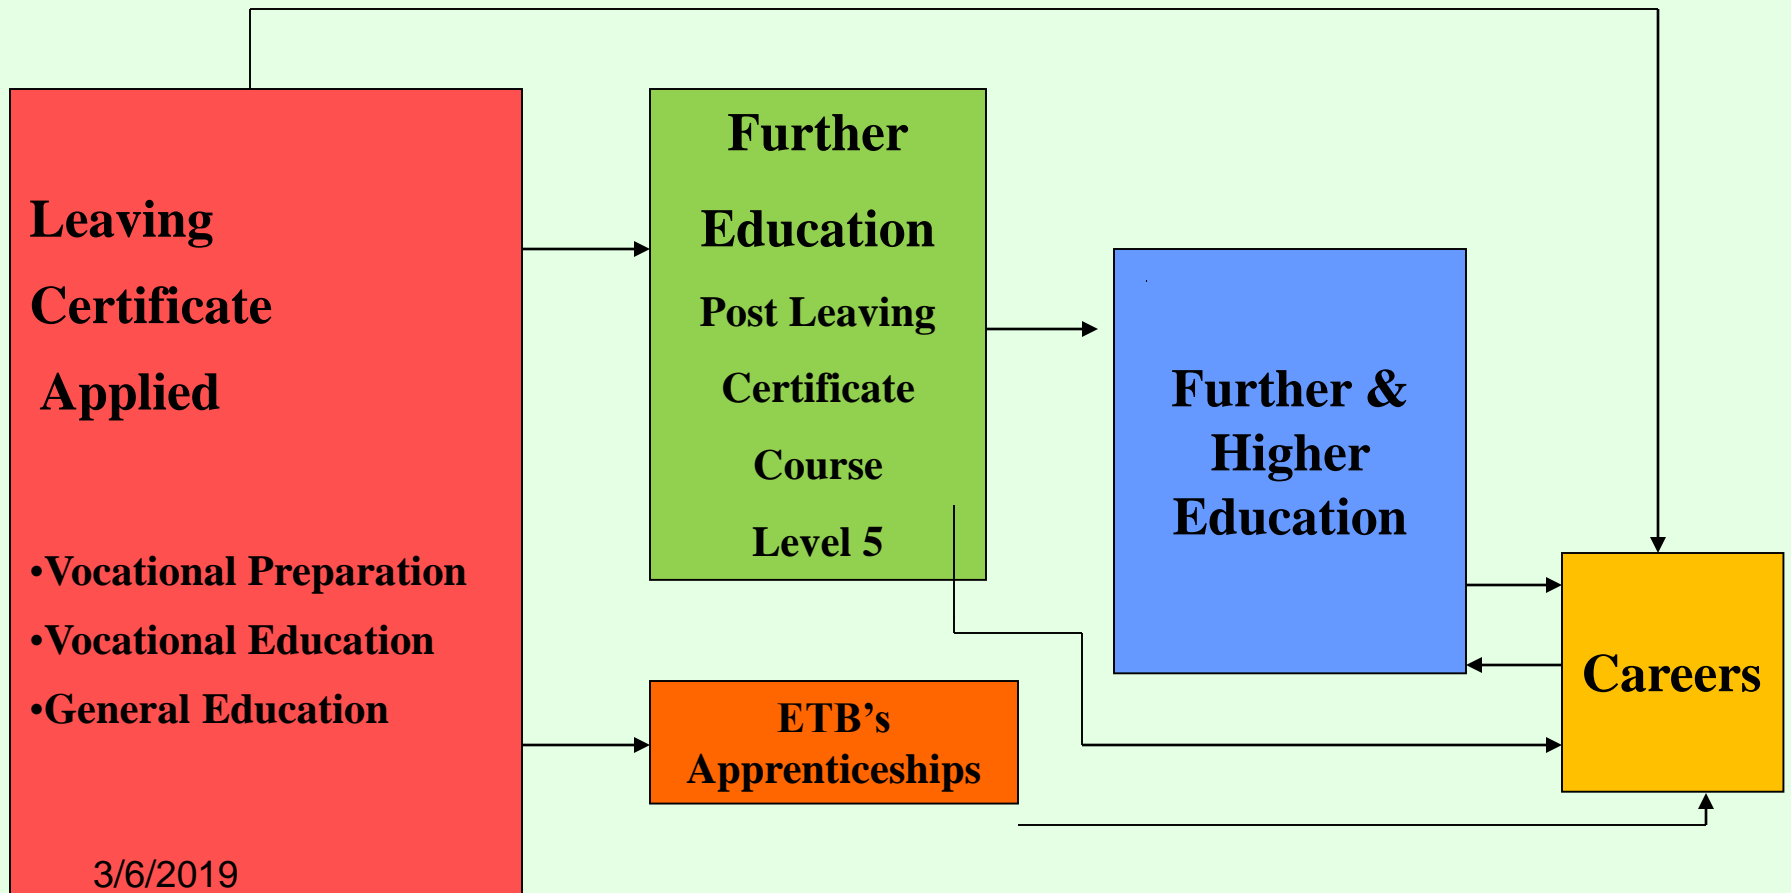 Leaving
Certificate
Applied
•Vocational Preparation
•Vocational Education
•General Education
3/6/2019
Further
Education
Post Leaving
Certificate
Course
Level 5
ETB’s
Apprenticeships
Further &
Higher
Education
Careers